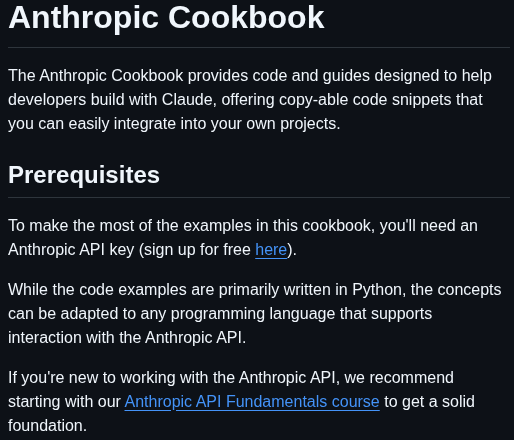 Anthropic Cookbook
The Anthropic Cookbook provides code and guides designed to help
developers build with Claude, offering copy-able code snippets that
you can easily integrate into your own projects.
Prerequisites
To make the most of the examples in this cookbook, you'll need an
Anthropic API key (sign up for free here).
While the code examples are primarily written in Python, the concepts
can be adapted to any programming language that supports
interaction with the Anthropic API.
If you're new to working with the Anthropic API, we recommend
starting with our Anthropic API Fundamentals course to get a solid
foundation.